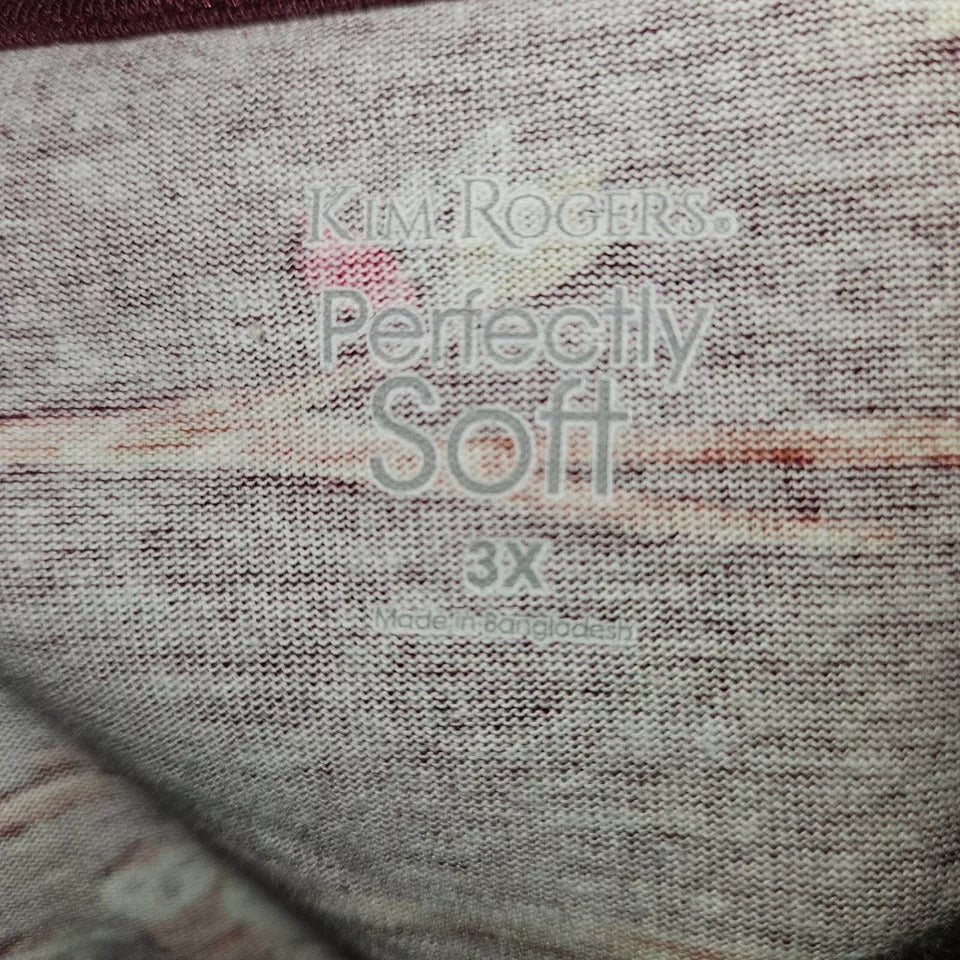 KIM ROGERS®
Perfectly
Soft
3X
Made in Bangladesh